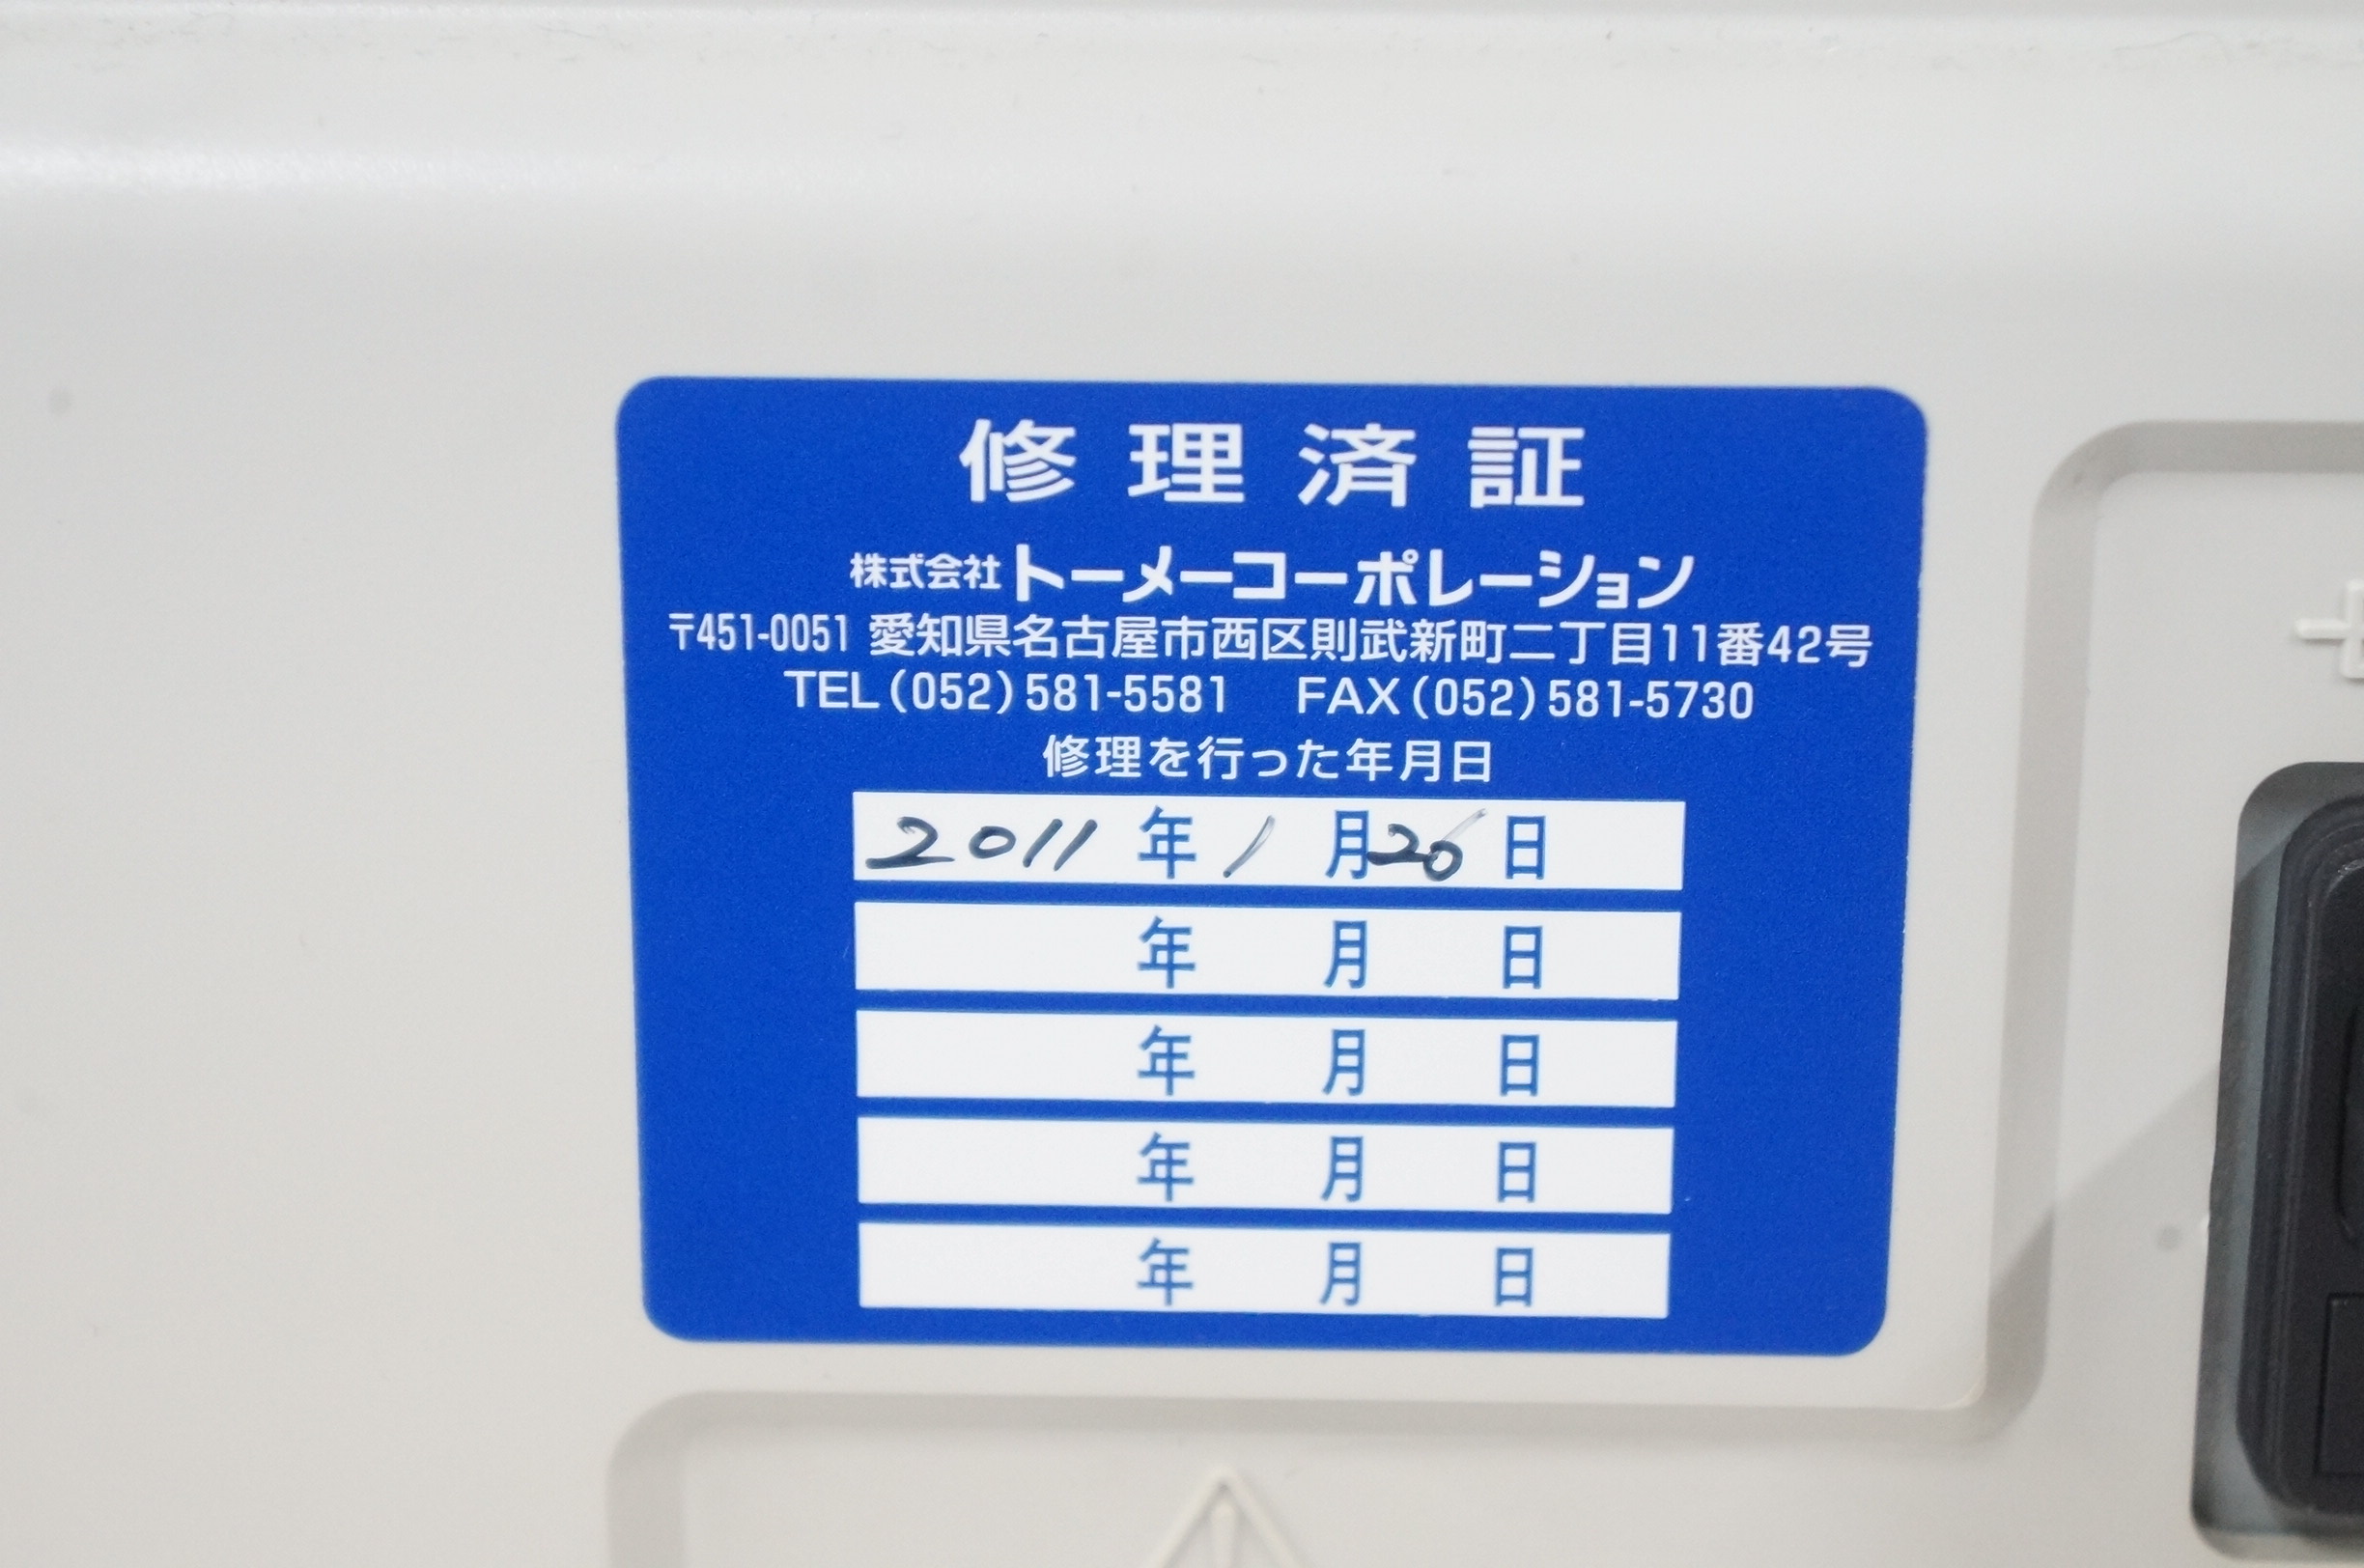 修理済証
株式会社トーメーコーポレーション
〒451-0051 愛知県名古屋市西区則武新町二丁目11番42号
TEL(052)581-5581 FAX(052)581-5730
修理を行った年月日
2011年1月26日
年 月 日
年 月 日
年 月 日
年 月 日